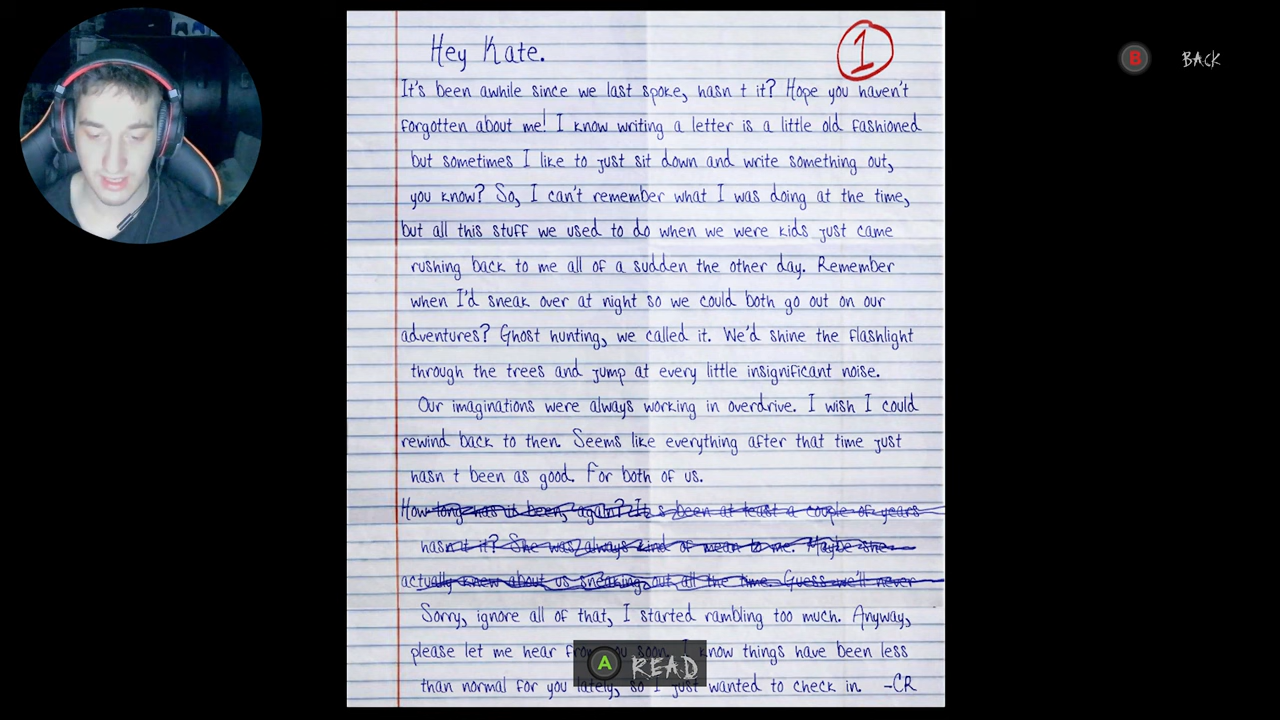 Hey Kate.
1
B BACK
It's been awhile since we last spoke, hasn t it? Hope you haven't
forgotten about me! I know writing a letter is a little old fashioned
but sometimes I like to just sit down and write something out,
you know? So, I can't remember what I was doing at the time,
but all this stuff we used to do when we were kids just came
rushing back to me all of a sudden the other day. Remember
when I'd sneak over at night so we could both go out on our
adventures? Ghost hunting, we called it. We'd shine the flashlight
through the trees and jump at every little insignificant noise.
Our imaginations were always working in overdrive. I wish I could
rewind back to then. Seems like everything after that time just
hasn t been as good. For both of us.
How long has it been, again? It s been at least a couple of years
hasn it it? She was always kind of mean to me. Maybe she
actually knew about us sneaking out all the time. Guess we'll never
Sorry, ignore all of that, I started rambling too much. Anyway,
please let me hear from you soon. I know things have been less
A READ
than normal for you lately, so I just wanted to check in. -CR